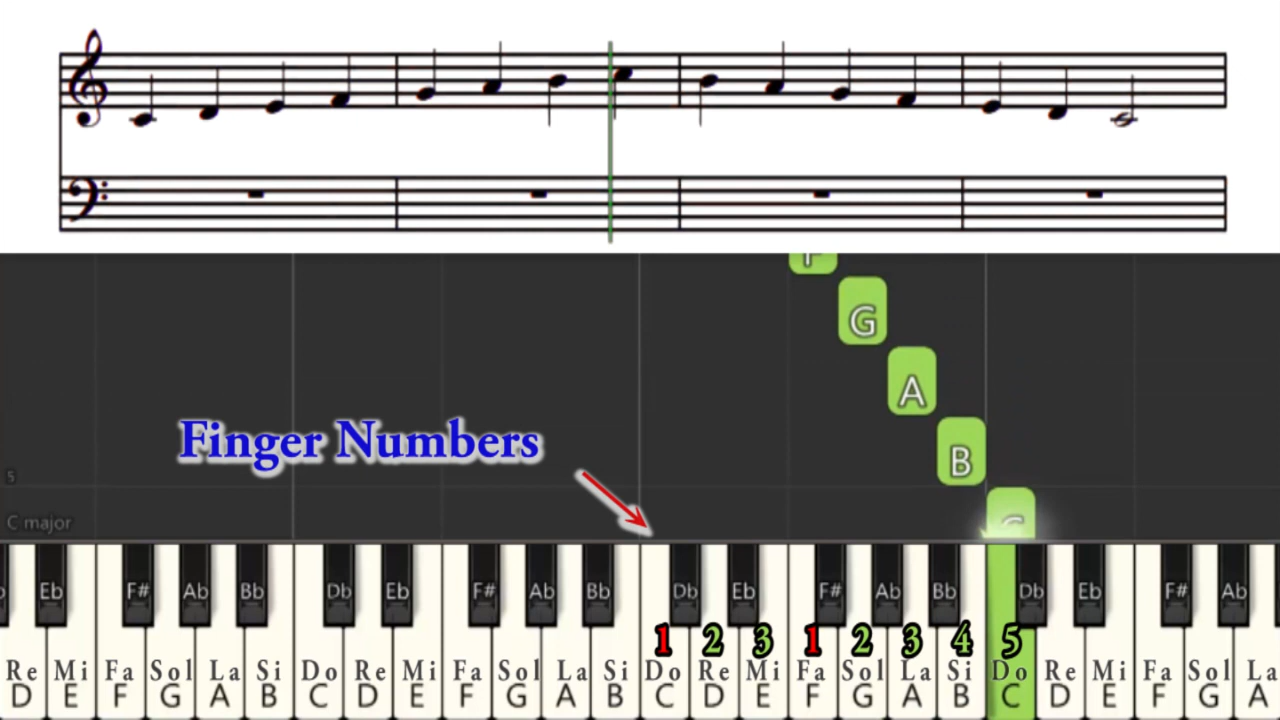 F
G
A
Finger Numbers
B
5
C major
C
Eb F# Ab Bb Db Eb F# Ab Bb Db Eb F# Ab Bb Db Eb F# Ab
1 2 3 1 2 3 4 5
Re Mi Fa Sol La Si Do Re Mi Fa Sol La Si Do Re Mi Fa Sol La Si Do Re Mi Fa Sol La
D E F G A B C D E F G A B C D E F G A B C D E F G A